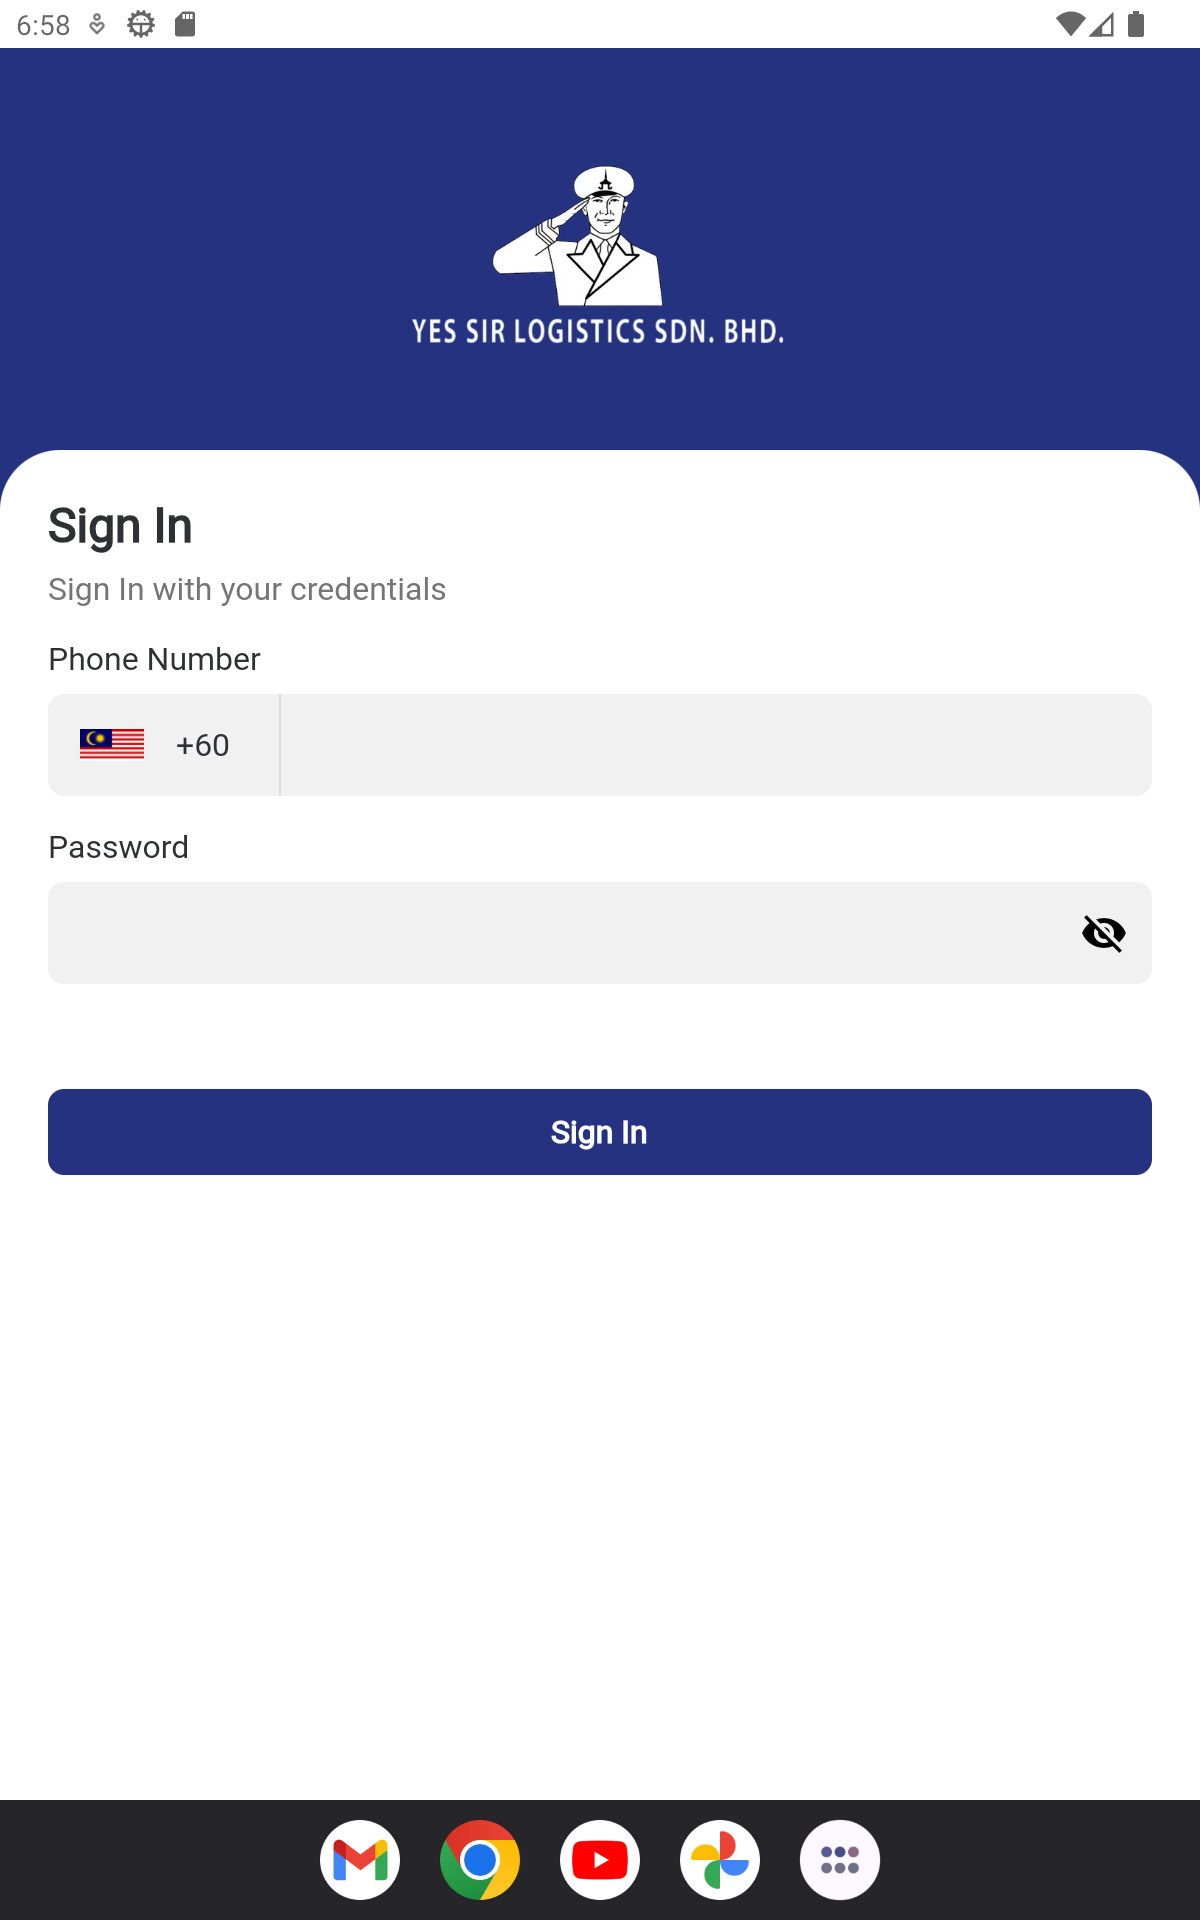 6:58
YES SIR LOGISTICS SDN. BHD.
Sign In
Sign In with your credentials
Phone Number
+60
Password
Sign In